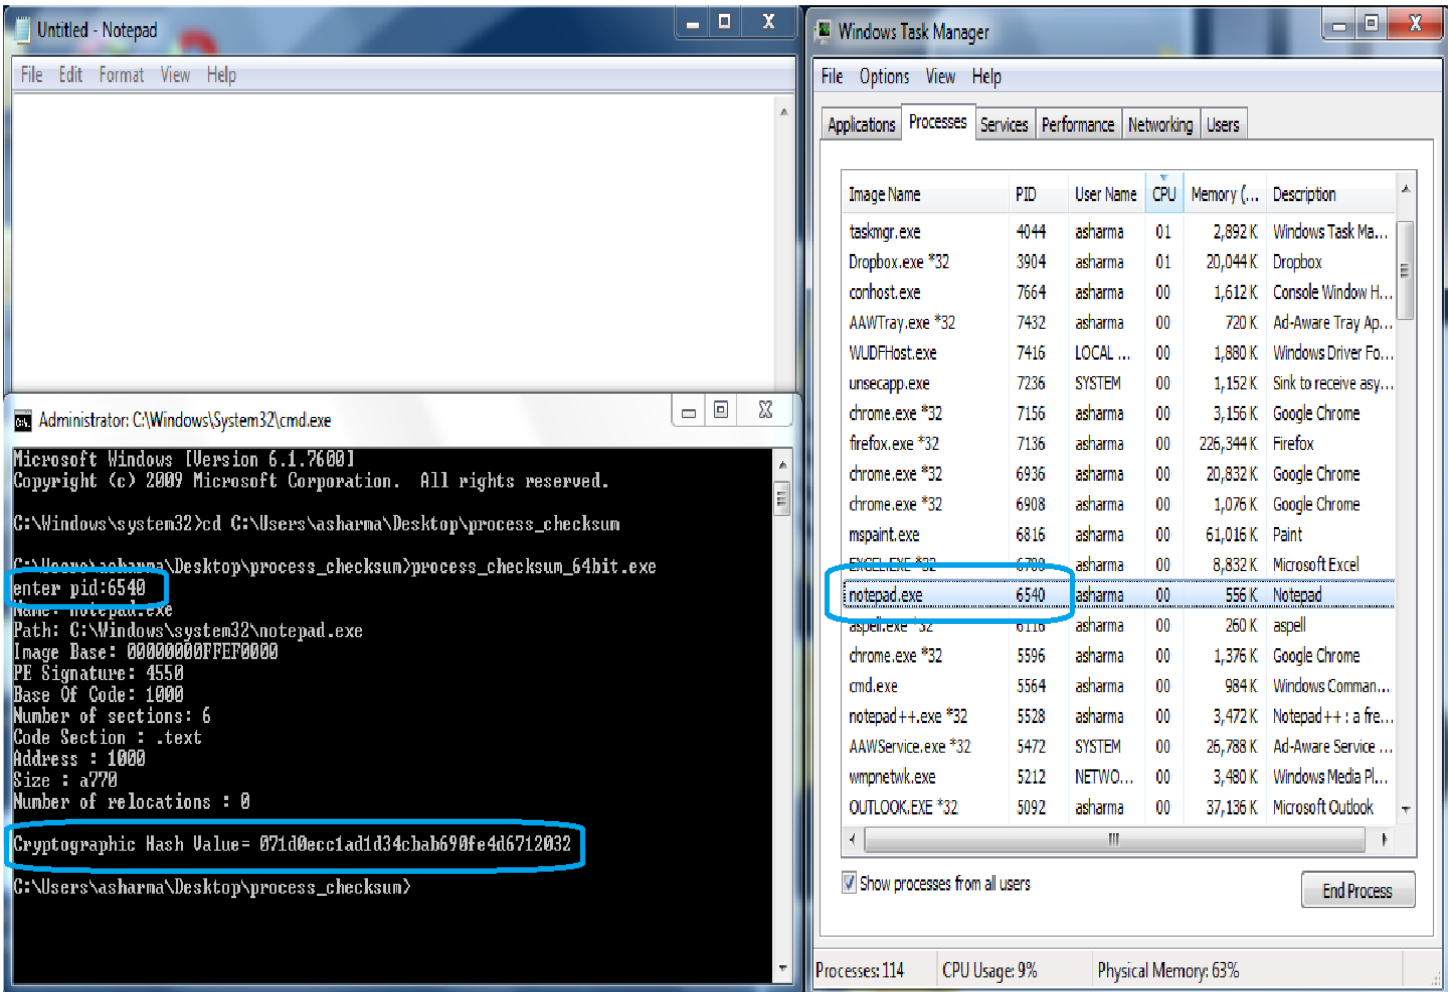 Untitled - Notepad
File Edit Format View Help
Administrator: C:\Windows\System32\cmd.exe
Microsoft Windows [Version 6.1.7600]
Copyright (c) 2009 Microsoft Corporation. All rights reserved.
C:\Windows\system32>cd C:\Users\asharma\Desktop\process_checksum
C:\Users\asharma\Desktop\process_checksum>process_checksum_64bit.exe
enter pid:6540
Name: notepad.exe
Path: C:\Windows\system32\notepad.exe
Image Base: 00000000FFEF0000
PE Signature: 4550
Base Of Code: 1000
Number of sections: 6
Code Section : .text
Address : 1000
Size : a770
Number of relocations : 0
Cryptographic Hash Value= 071d0ecc1ad1d34cbab690fe4d6712032
C:\Users\asharma\Desktop\process_checksum>
Windows Task Manager
File Options View Help
Applications Processes Services Performance Networking Users
Image Name PID User Name CPU Memory (... Description
taskmgr.exe 4044 asharma 01 2,892 K Windows Task Ma...
Dropbox.exe *32 3904 asharma 01 20,044 K Dropbox
conhost.exe 7664 asharma 00 1,612 K Console Window H...
AAWTray.exe *32 7432 asharma 00 720 K Ad-Aware Tray Ap...
WUDFHost.exe 7416 LOCAL ... 00 1,880 K Windows Driver Fo...
unsecapp.exe 7236 SYSTEM 00 1,152 K Sink to receive asy...
chrome.exe *32 7156 asharma 00 3,156 K Google Chrome
firefox.exe *32 7136 asharma 00 226,344 K Firefox
chrome.exe *32 6936 asharma 00 20,832 K Google Chrome
chrome.exe *32 6908 asharma 00 1,076 K Google Chrome
mspaint.exe 6816 asharma 00 61,016 K Paint
EXCEL.EXE *32 6788 asharma 00 8,832 K Microsoft Excel
notepad.exe 6540 asharma 00 556 K Notepad
aspell.exe *32 6116 asharma 00 260 K aspell
chrome.exe *32 5596 asharma 00 1,376 K Google Chrome
cmd.exe 5564 asharma 00 984 K Windows Comman...
notepad++.exe *32 5528 asharma 00 3,472 K Notepad++ : a fre...
AAWService.exe *32 5472 SYSTEM 00 26,788 K Ad-Aware Service ...
wmpnetwk.exe 5212 NETWO... 00 3,480 K Windows Media Pl...
OUTLOOK.EXE *32 5092 asharma 00 37,136 K Microsoft Outlook
Show processes from all users
End Process
Processes: 114 CPU Usage: 9% Physical Memory: 63%